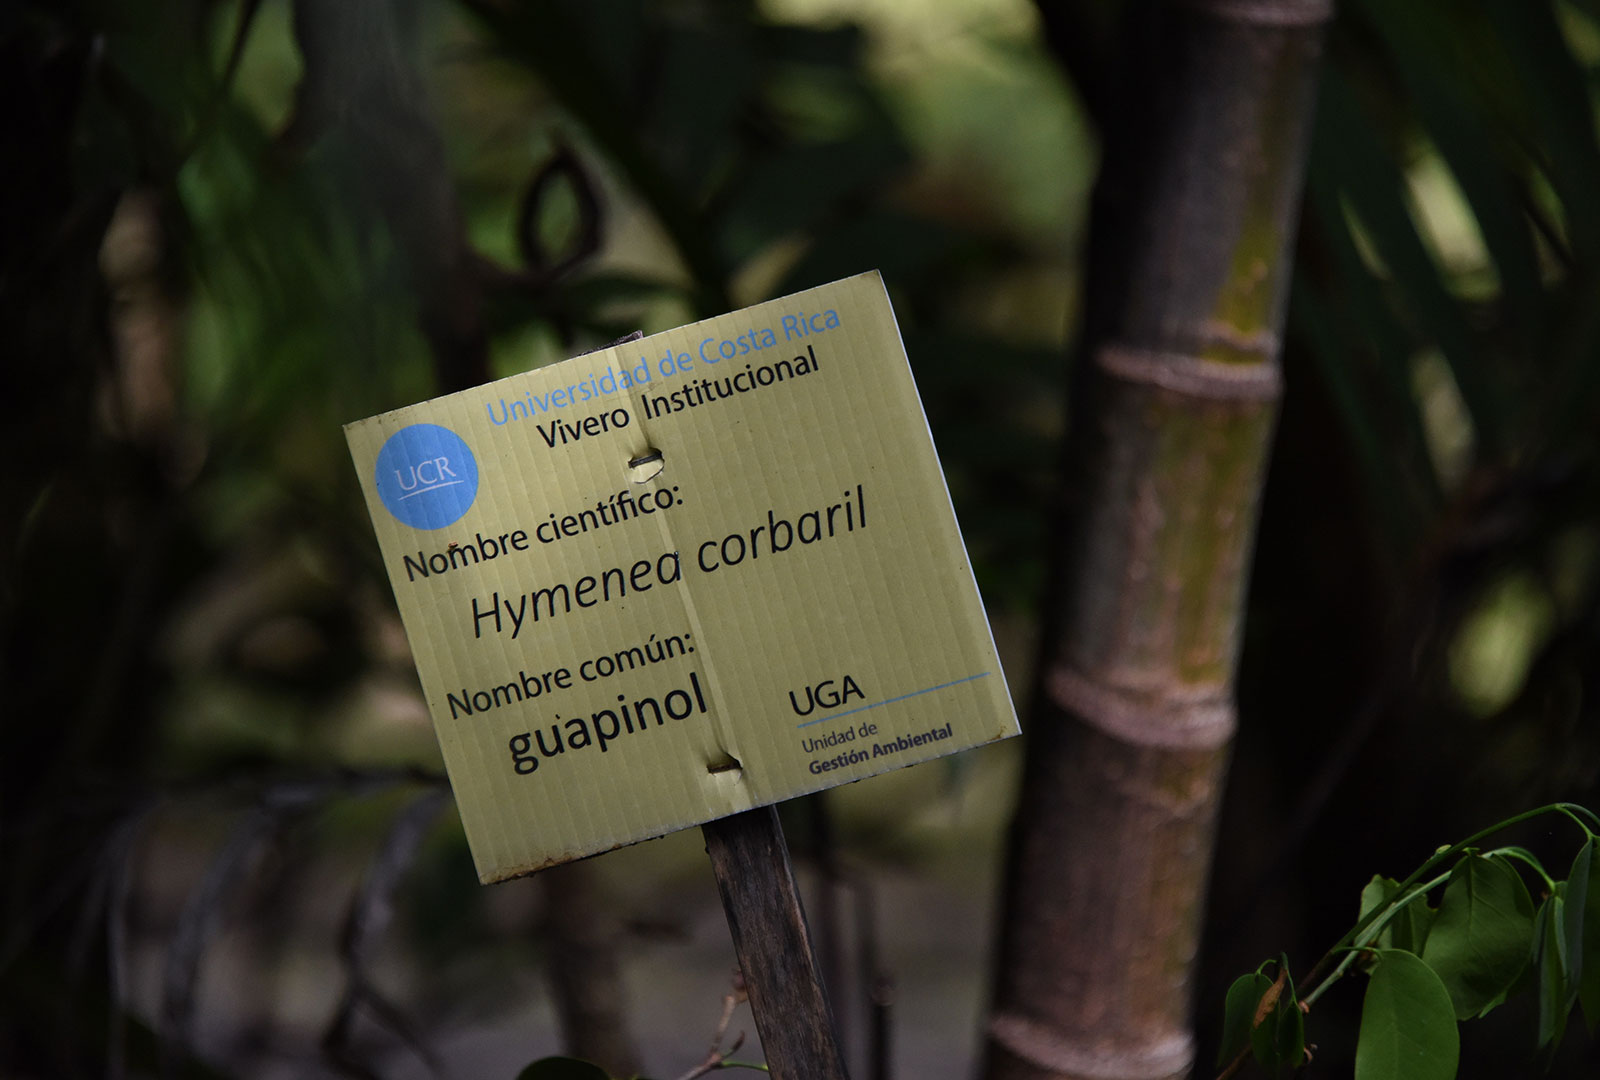 Universidad de Costa Rica
Vivero Institucional
UCR
Nombre científico:
Hymenea corbaril
Nombre común:
guapinol
UGA
Unidad de
Gestión Ambiental